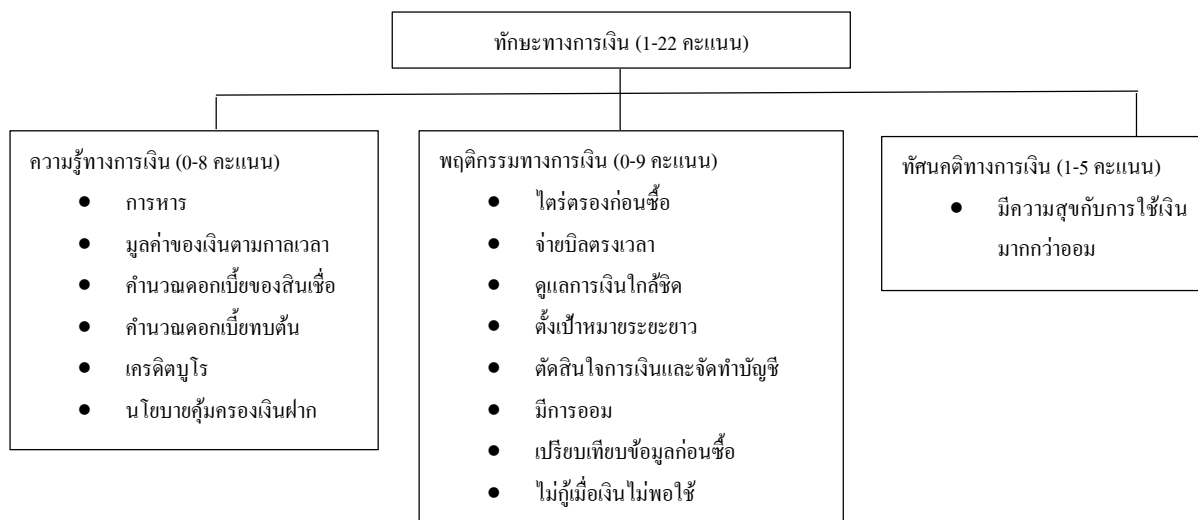 ทักษะทางการเงิน (1-22 คะแนน)
ความรู้ทางการเงิน (0-8 คะแนน)
● การหาร
● มูลค่าของเงินตามกาลเวลา
● คำนวณดอกเบี้ยของสินเชื่อ
● คำนวณดอกเบี้ยทบต้น
● เครดิตบูโร
● นโยบายคุ้มครองเงินฝาก
พฤติกรรมทางการเงิน (0-9 คะแนน)
● ไตร่ตรองก่อนซื้อ
● จ่ายบิลตรงเวลา
● ดูแลการเงินใกล้ชิด
● ตั้งเป้าหมายระยะยาว
● ตัดสินใจการเงินและจัดทำบัญชี
● มีการออม
● เปรียบเทียบข้อมูลก่อนซื้อ
● ไม่กู้เมื่อเงินไม่พอใช้
ทัศนคติทางการเงิน (1-5 คะแนน)
● มีความสุขกับการใช้เงิน
มากกว่าออม